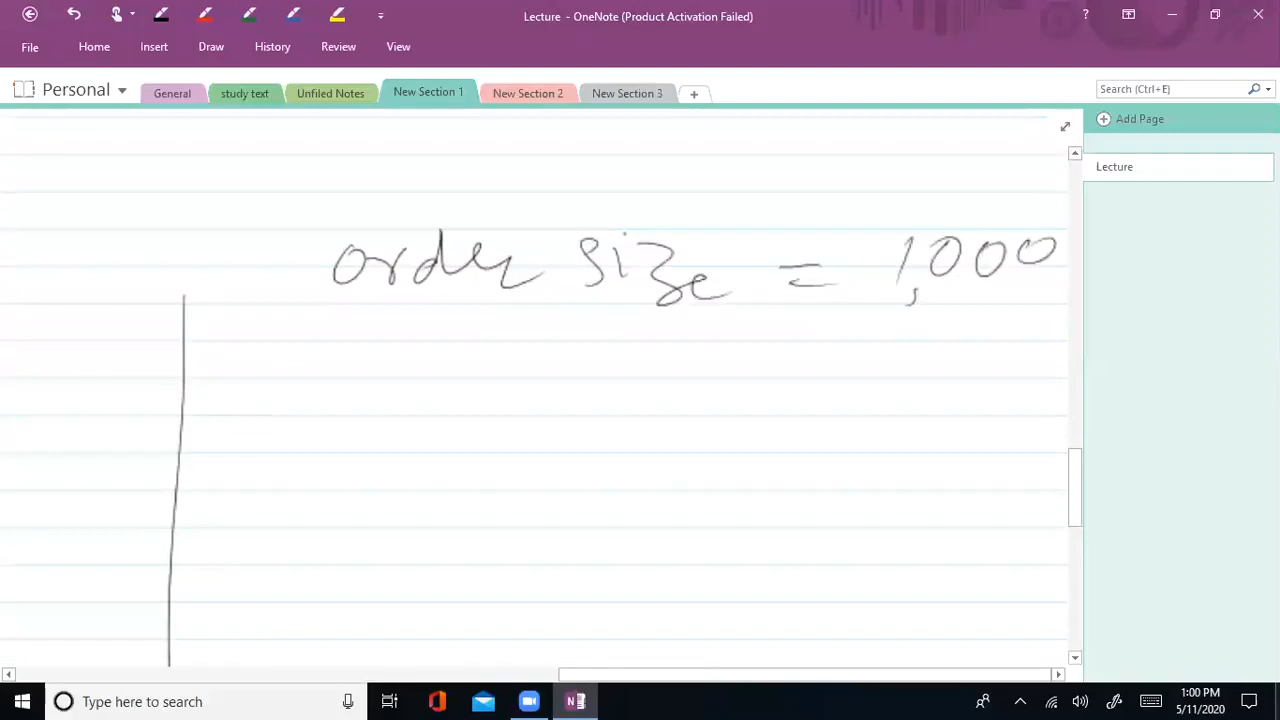 Lecture - OneNote (Product Activation Failed)
File Home Insert Draw History Review View
Personal General study text Unfiled Notes New Section 1 New Section 2 New Section 3 Search (Ctrl+E)
Add Page
Lecture
order size = 1,000
Type here to search
1:00 PM
5/11/2020